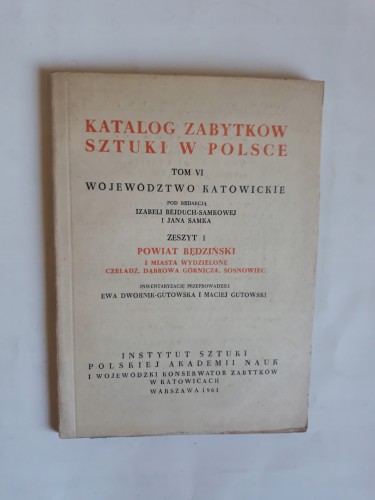 KATALOG ZABYTKÓW
SZTUKI W POLSCE
TOM VI
WOJEWÓDZTWO KATOWICKIE
POD REDAKCJĄ
IZABELI REJDUCH-SAMKOWEJ
I JANA SAMKA
ZESZYT 1
POWIAT BĘDZIŃSKI
I MIASTA WYDZIELONE
CZELADŹ, DĄBROWA GÓRNICZA, SOSNOWIEC
INWENTARYZACJĘ PRZEPROWADZILI
EWA DWORNIK-GUTOWSKA I MACIEJ GUTOWSKI
INSTYTUT SZTUKI
POLSKIEJ AKADEMII NAUK
I WOJEWÓDZKI KONSERWATOR ZABYTKÓW
W KATOWICACH
WARSZAWA 1961